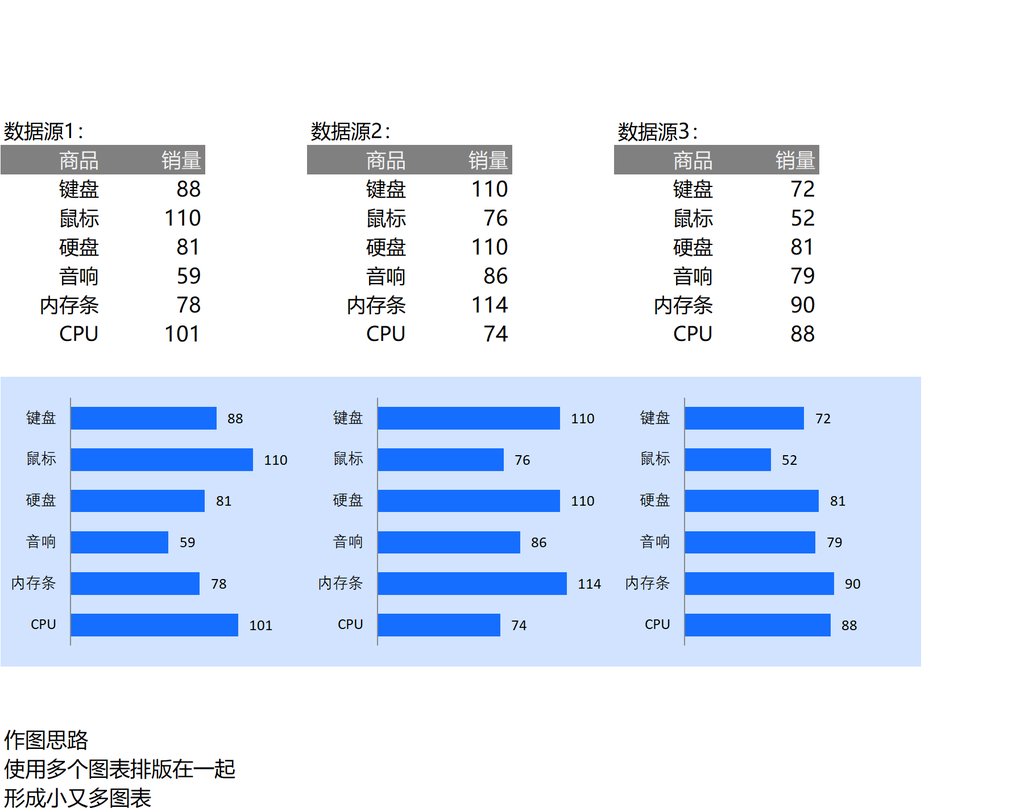 数据源1：
商品 销量
键盘 88
鼠标 110
硬盘 81
音响 59
内存条 78
CPU 101
数据源2：
商品 销量
键盘 110
鼠标 76
硬盘 110
音响 86
内存条 114
CPU 74
数据源3：
商品 销量
键盘 72
鼠标 52
硬盘 81
音响 79
内存条 90
CPU 88
键盘 88
鼠标 110
硬盘 81
音响 59
内存条 78
CPU 101
键盘 110
鼠标 76
硬盘 110
音响 86
内存条 114
CPU 74
键盘 72
鼠标 52
硬盘 81
音响 79
内存条 90
CPU 88
作图思路
使用多个图表排版在一起
形成小又多图表